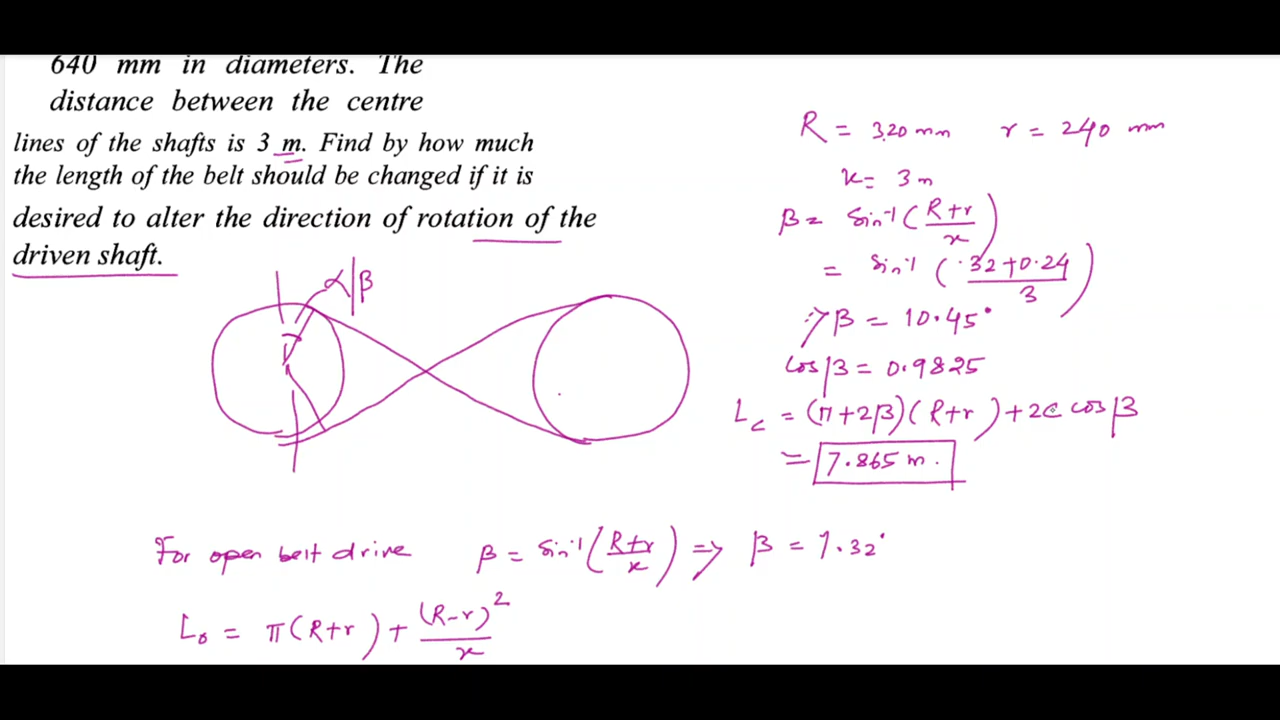 640 mm in diameters. The
distance between the centre
lines of the shafts is 3 m. Find by how much
the length of the belt should be changed if it is
desired to alter the direction of rotation of the
driven shaft.
α/β
R = 320 mm r = 240 mm
x = 3 m
β = sin⁻¹ (R+r/x)
= sin⁻¹ (.32+0.24/3)
⇒ β = 10.45°
cos β = 0.9825
L_c = (π+2β)(R+r)+2C cos β
= 7.865 m.
For open belt drive β = sin⁻¹(R+r/x) ⇒ β = 1.32°
L_o = π(R+r)+(R-r)²/x